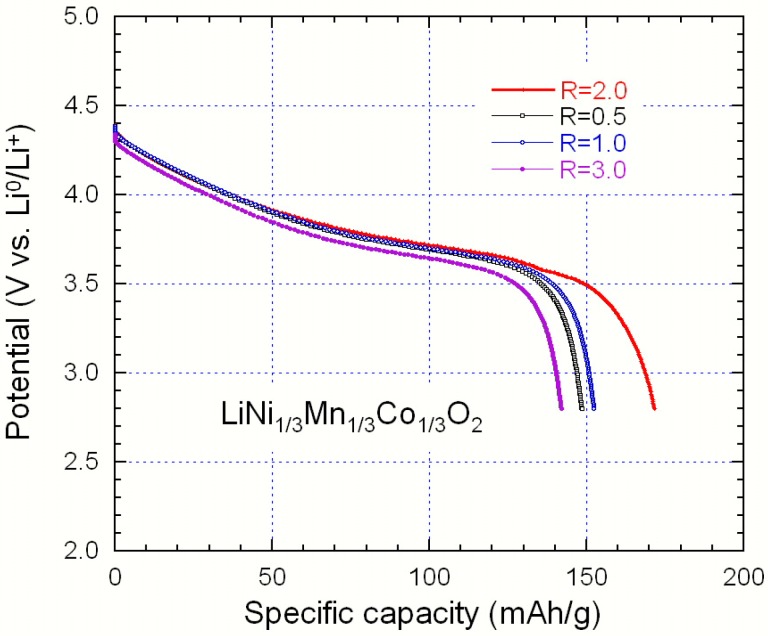 5.0
4.5
4.0
3.5
3.0
2.5
2.0
Potential (V vs. Li⁰/Li⁺)
R=2.0
R=0.5
R=1.0
R=3.0
LiNi₁/₃Mn₁/₃Co₁/₃O₂
0 50 100 150 200
Specific capacity (mAh/g)